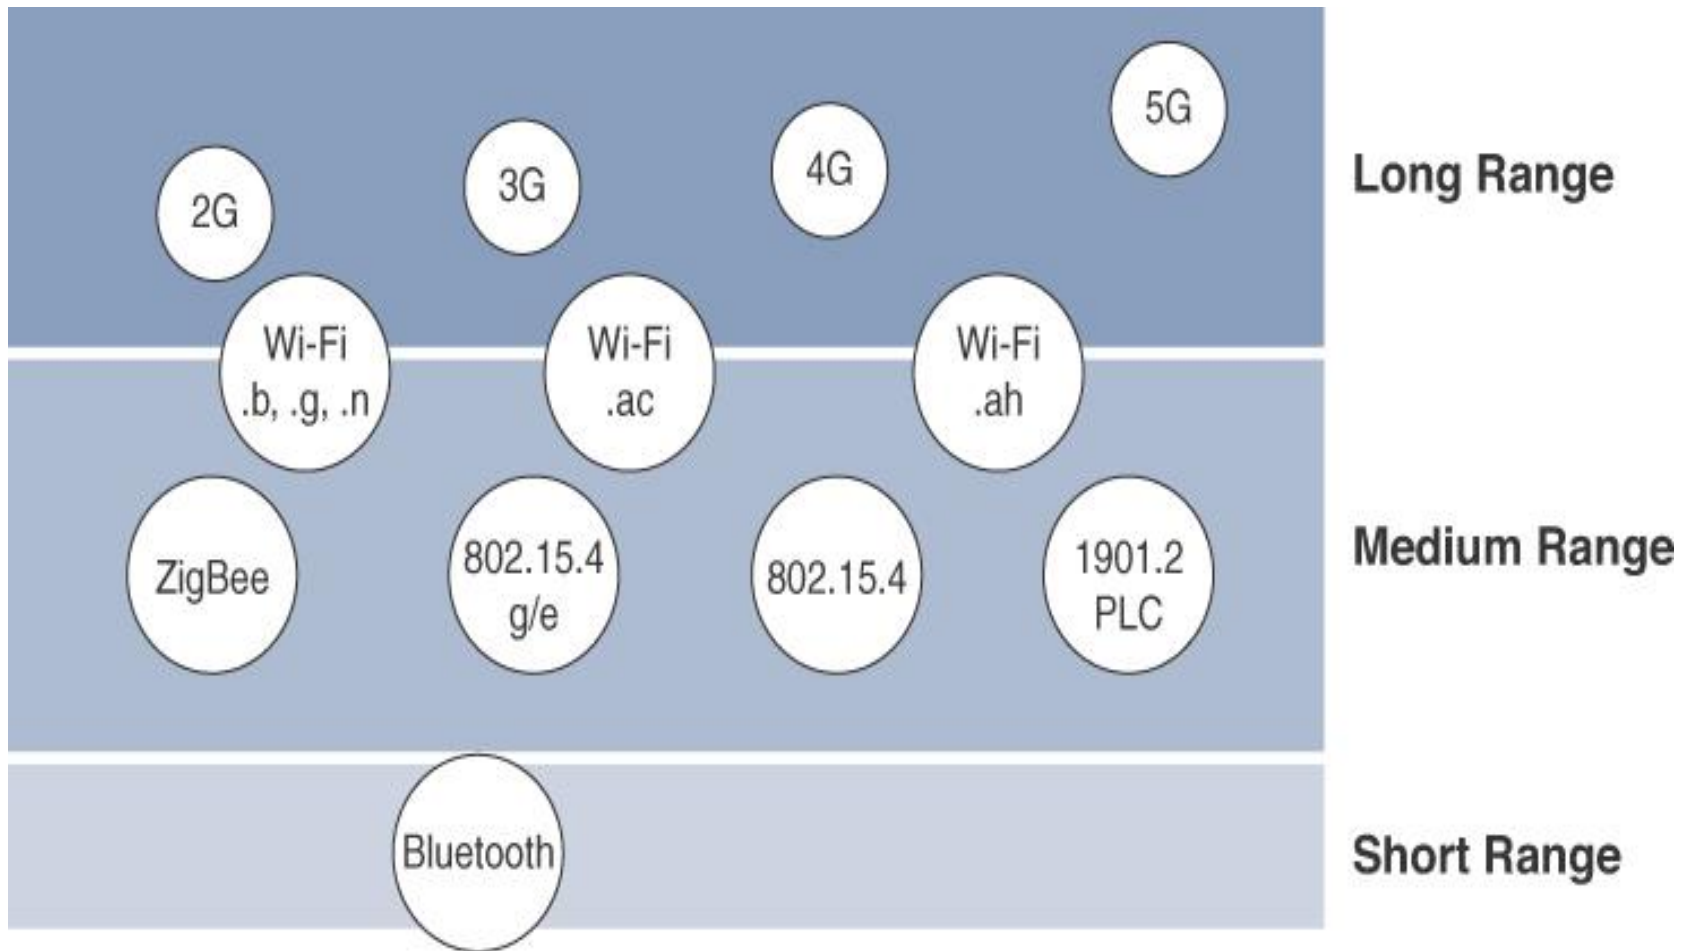 5G
4G
3G
2G
Long Range
Wi-Fi
.b, .g, .n
Wi-Fi
.ac
Wi-Fi
.ah
ZigBee
802.15.4
g/e
802.15.4
1901.2
PLC
Medium Range
Bluetooth
Short Range